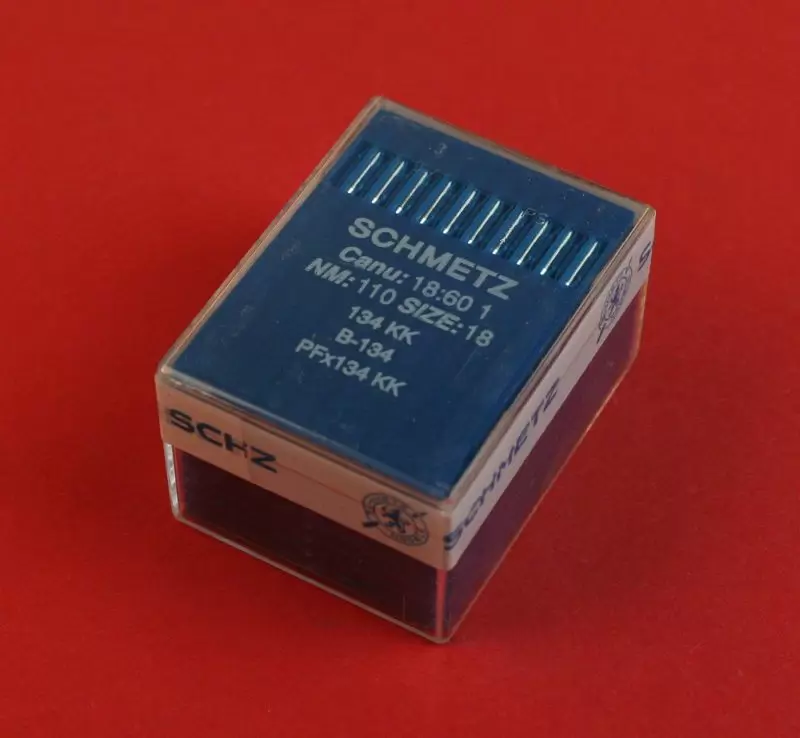 SCHMETZ
Canu: 18:60 1
NM: 110 SIZE: 18
134 KK
B-134
PFx134 KK
SCHZ
SCHMETZ
S